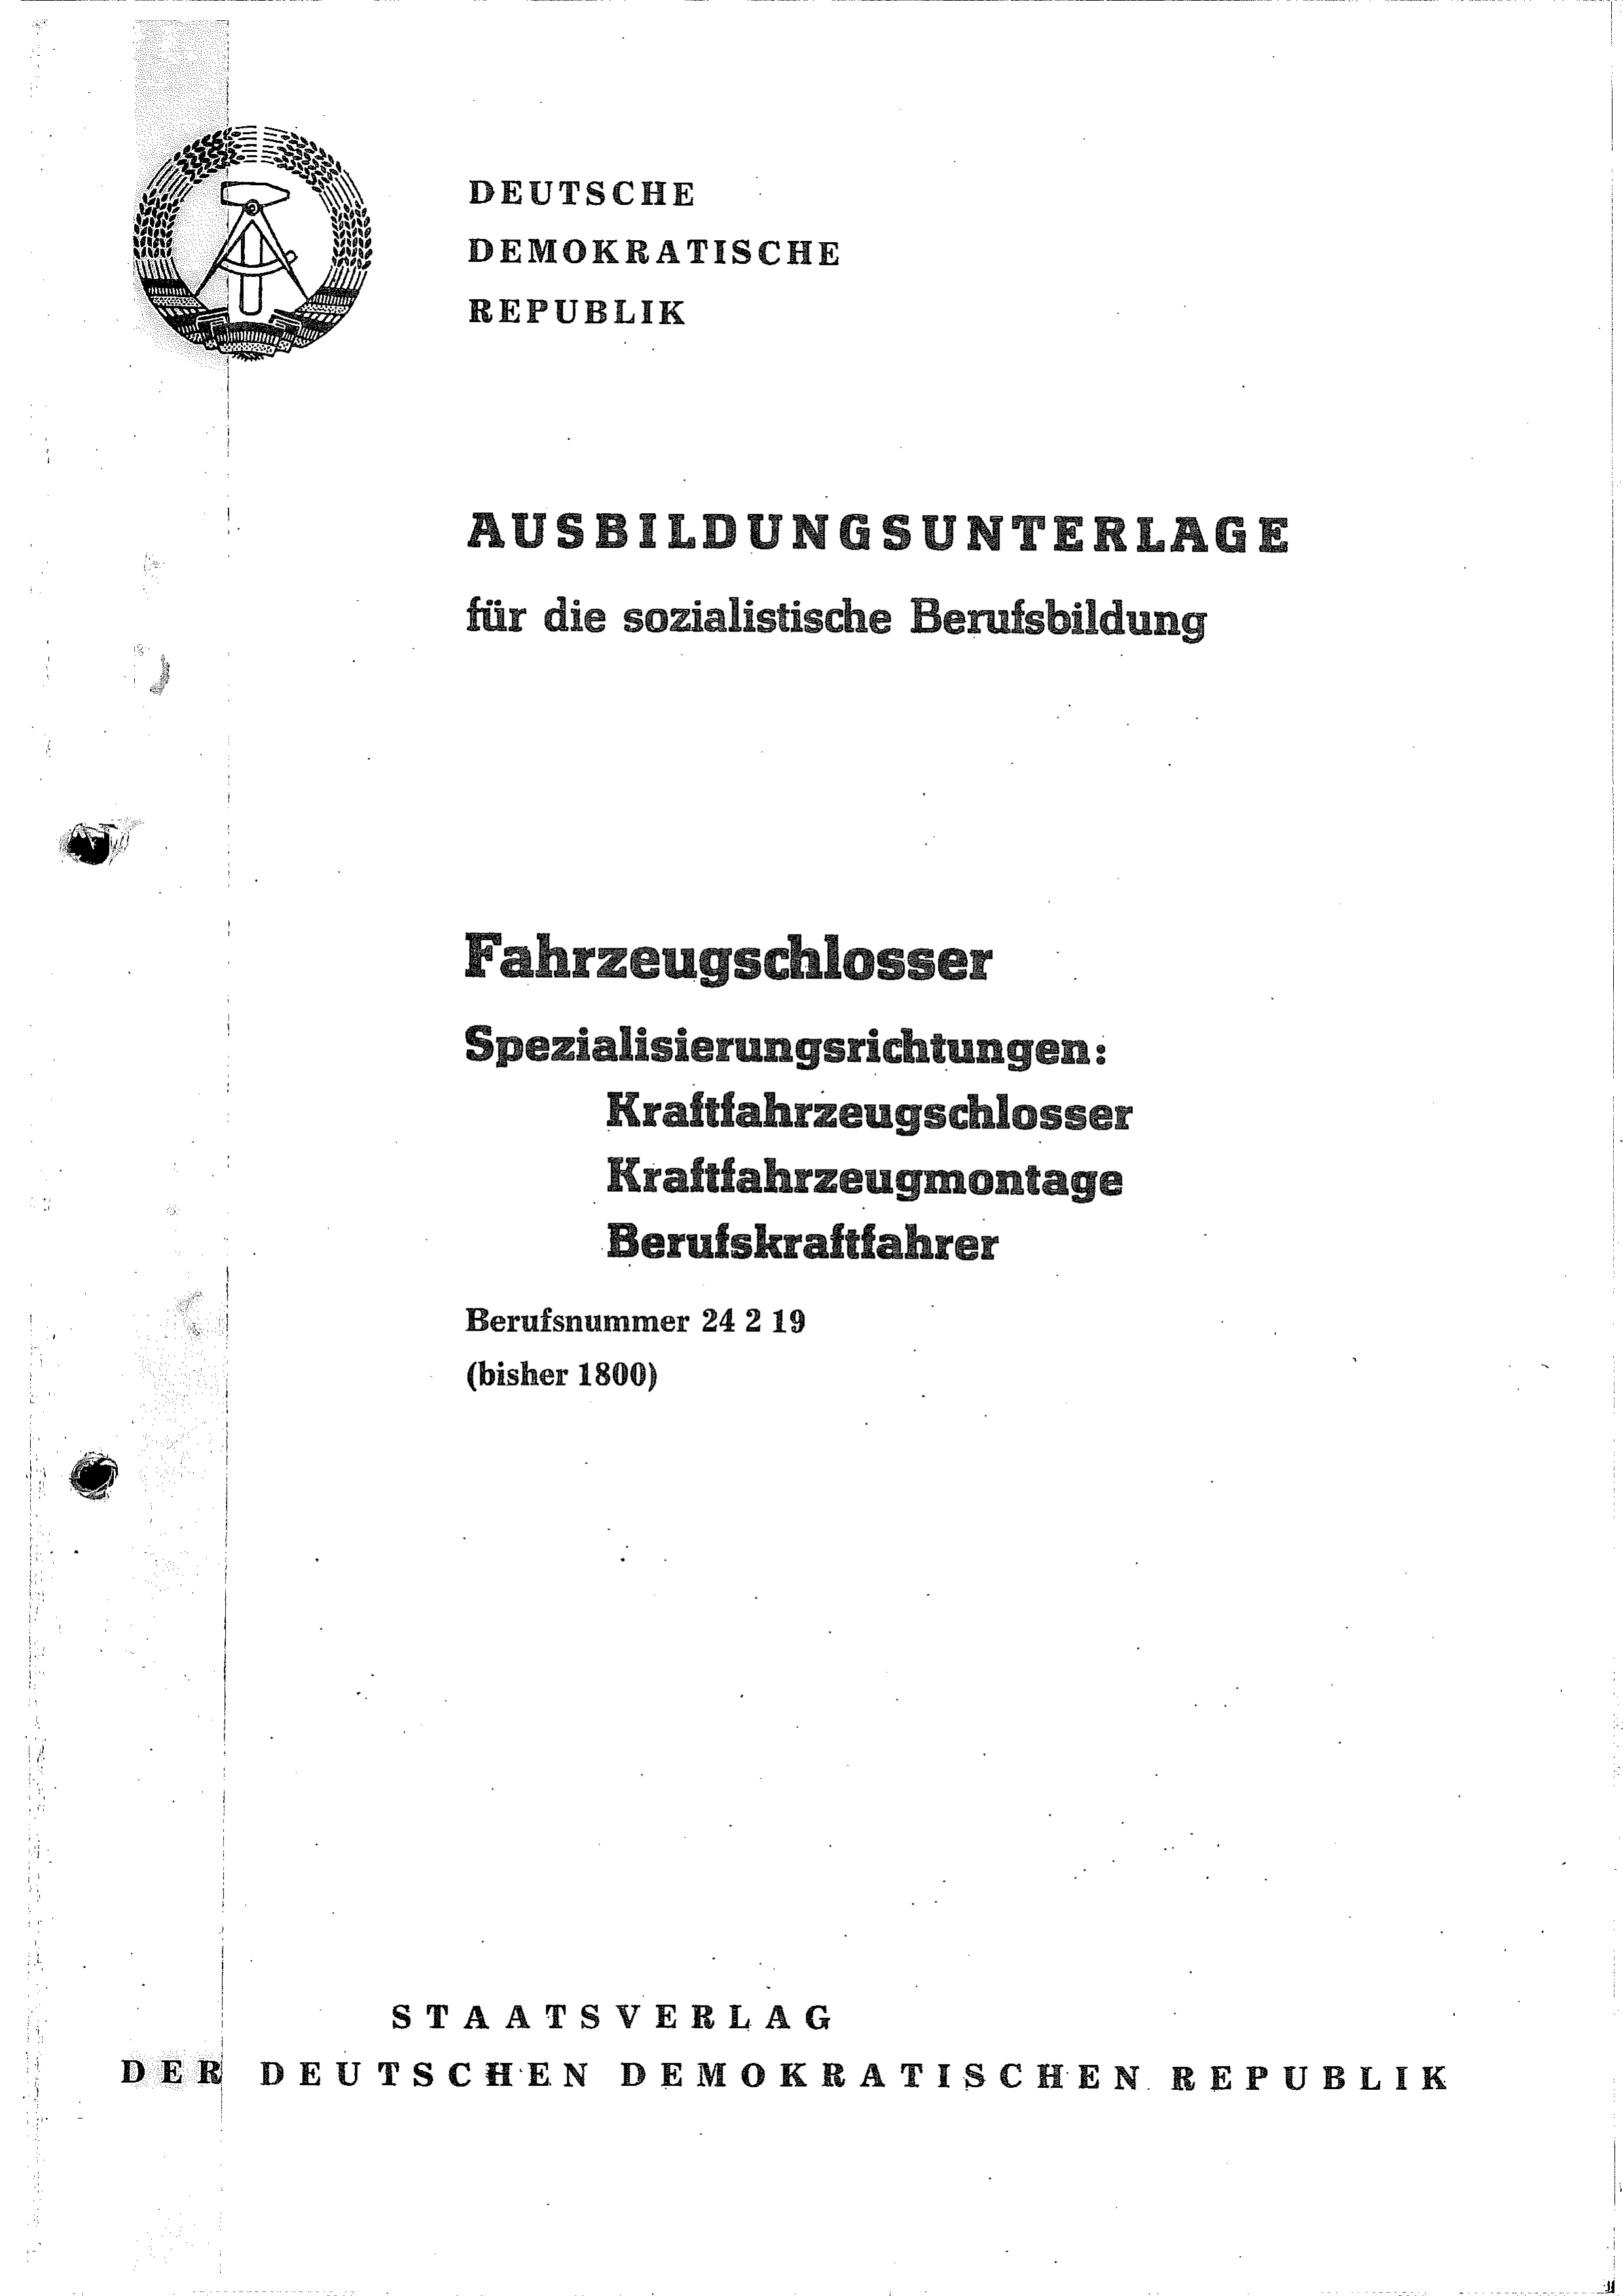 DEUTSCHE
DEMOKRATISCHE
REPUBLIK
AUSBILDUNGSUNTERLAGE
für die sozialistische Berufsbildung
Fahrzeugschlosser
Spezialisierungsrichtungen:
Kraftfahrzeugschlosser
Kraftfahrzeugmontage
Berufskraftfahrer
Berufsnummer 24 2 19
(bisher 1800)
STAATSVERLAG
DER DEUTSCHEN DEMOKRATISCHEN REPUBLIK